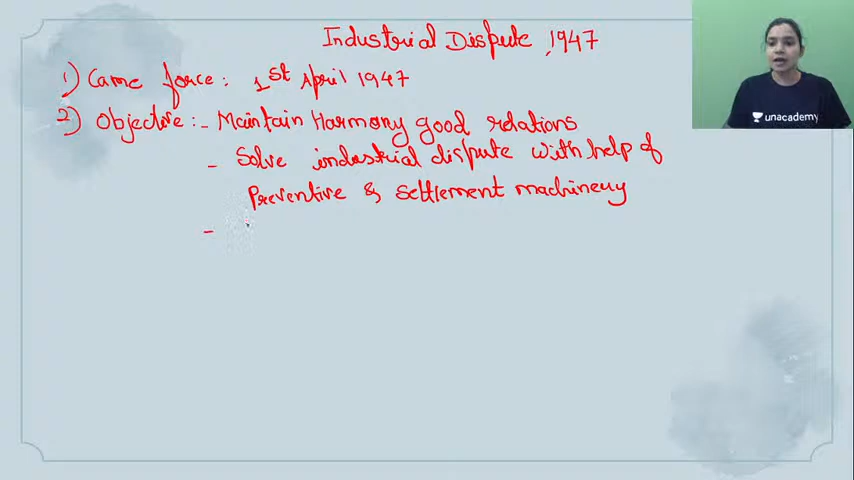 Industrial Dispute, 1947
1) Came force: 1st April 1947
2) Objective:- Maintain Harmony good relations
- Solve industrial dispute with help of
Preventive & Settlement machinery
-
unacademy